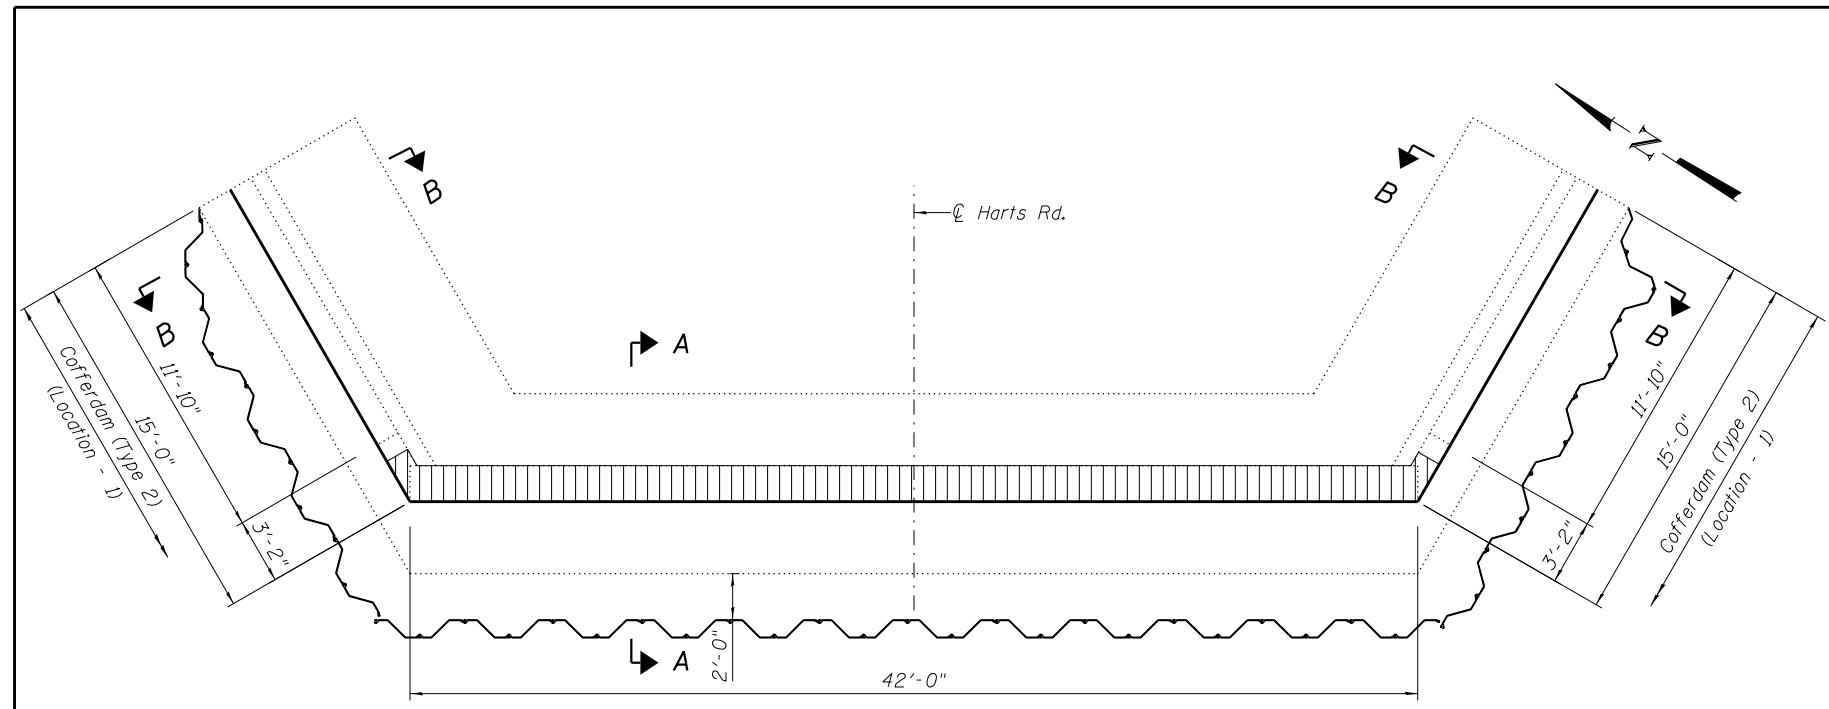 N
B
B
℄ Harts Rd.
B
B
A
A
Cofferdam (Type 2)
(Location - 1)
15'-0"
11'-10"
3'-2"
11'-10"
15'-0"
Cofferdam (Type 2)
(Location - 1)
3'-2"
2'-0"
42'-0"